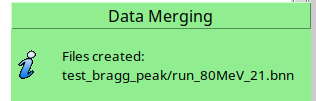 Data Merging
Files created:
test_bragg_peak/run_80MeV_21.bnn